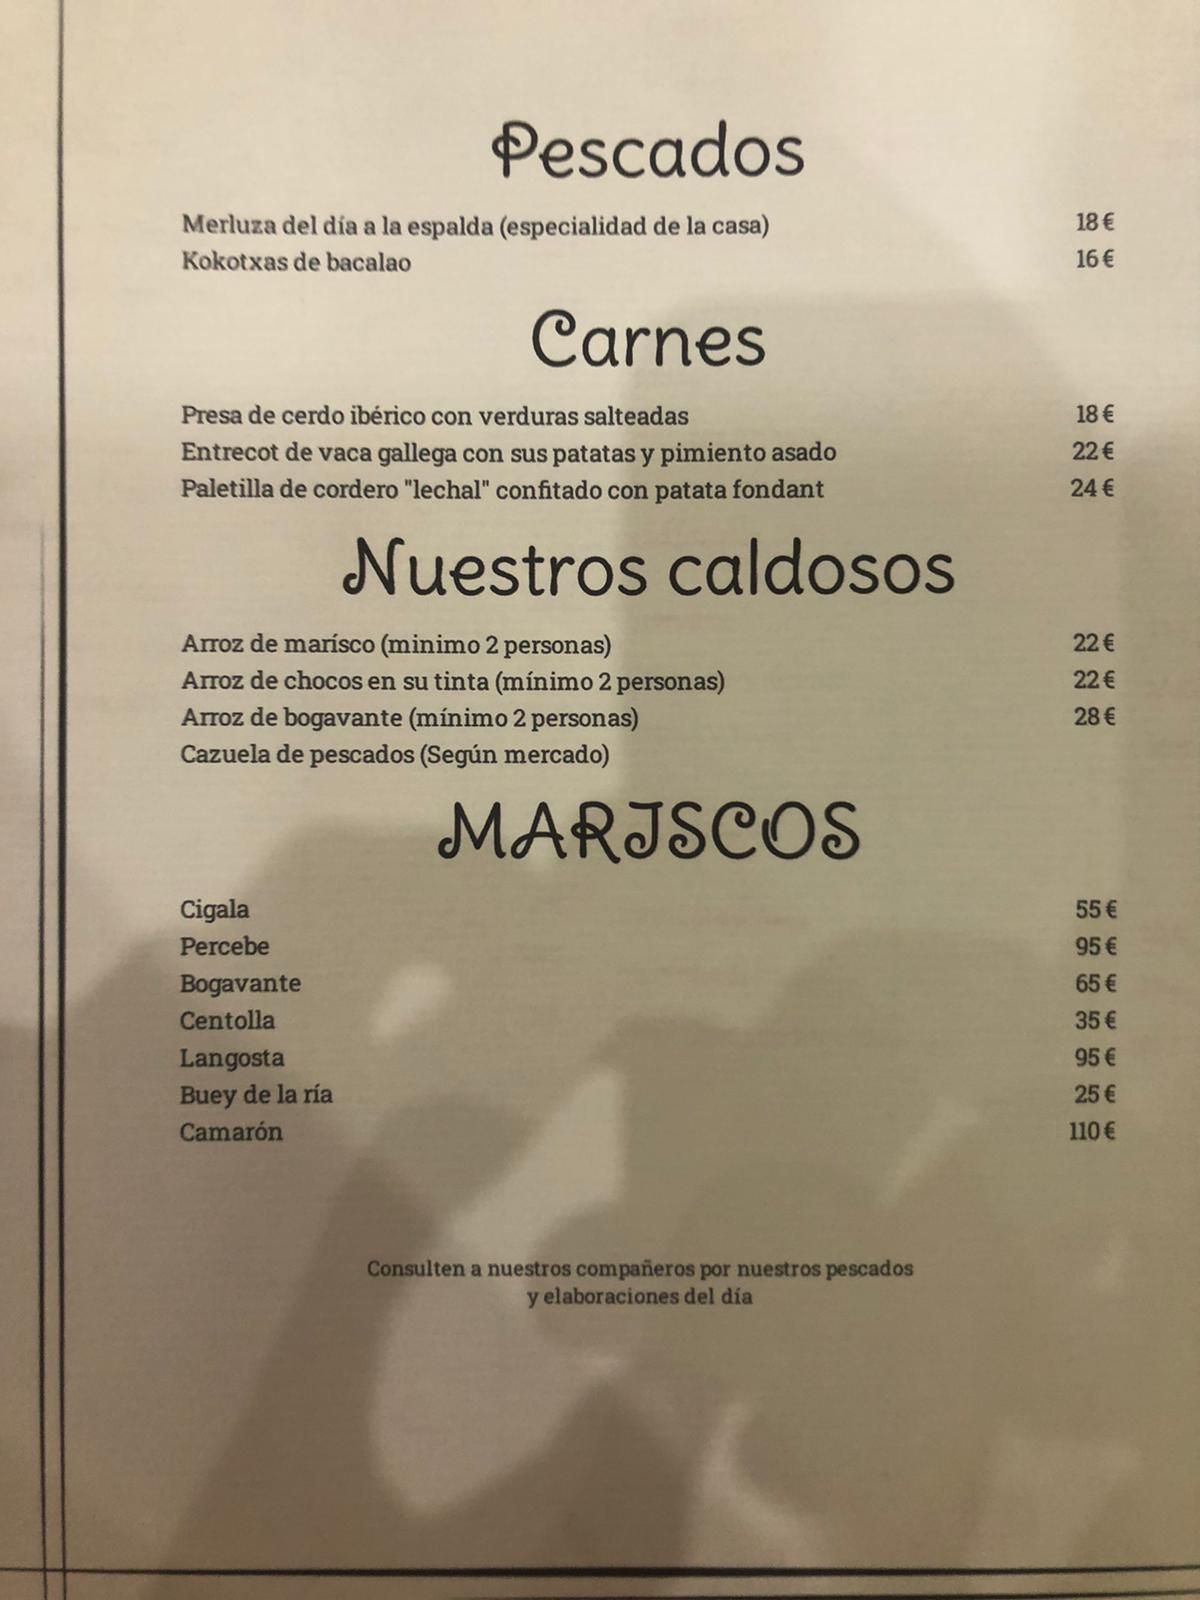 Pescados
Merluza del día a la espalda (especialidad de la casa) 18 €
Kokotxas de bacalao 16 €
Carnes
Presa de cerdo ibérico con verduras salteadas 18 €
Entrecot de vaca gallega con sus patatas y pimiento asado 22 €
Paletilla de cordero "lechal" confitado con patata fondant 24 €
Nuestros caldosos
Arroz de marísco (minimo 2 personas) 22 €
Arroz de chocos en su tinta (mínimo 2 personas) 22 €
Arroz de bogavante (mínimo 2 personas) 28 €
Cazuela de pescados (Según mercado)
MARISCOS
Cigala 55 €
Percebe 95 €
Bogavante 65 €
Centolla 35 €
Langosta 95 €
Buey de la ría 25 €
Camarón 110 €
Consulten a nuestros compañeros por nuestros pescados
y elaboraciones del día